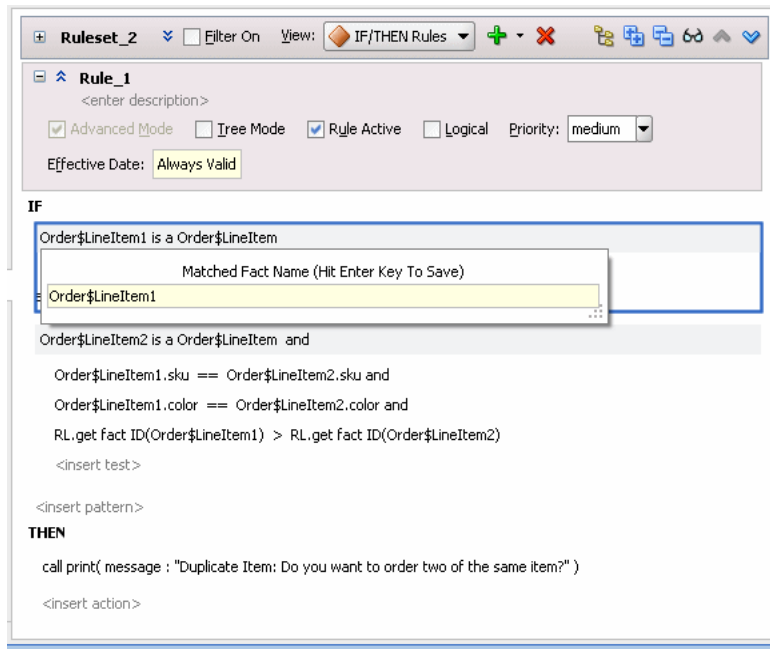 Ruleset_2 Filter On View: IF/THEN Rules
Rule_1
<enter description>
Advanced Mode Tree Mode Rule Active Logical Priority: medium
Effective Date: Always Valid
IF
Order$LineItem1 is a Order$LineItem
Matched Fact Name (Hit Enter Key To Save)
Order$LineItem1
Order$LineItem2 is a Order$LineItem and
Order$LineItem1.sku == Order$LineItem2.sku and
Order$LineItem1.color == Order$LineItem2.color and
RL.get fact ID(Order$LineItem1) > RL.get fact ID(Order$LineItem2)
<insert test>
<insert pattern>
THEN
call print( message : "Duplicate Item: Do you want to order two of the same item?" )
<insert action>